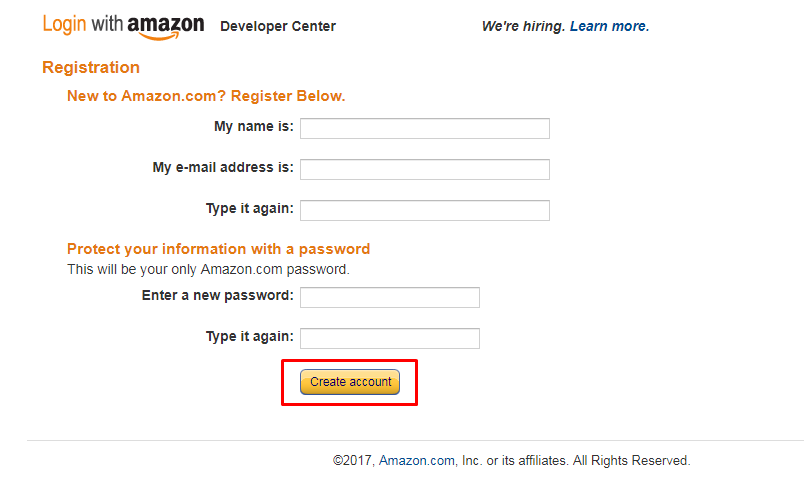 Login with amazon Developer Center We're hiring. Learn more.
Registration
New to Amazon.com? Register Below.
My name is:
My e-mail address is:
Type it again:
Protect your information with a password
This will be your only Amazon.com password.
Enter a new password:
Type it again:
Create account
©2017, Amazon.com, Inc. or its affiliates. All Rights Reserved.